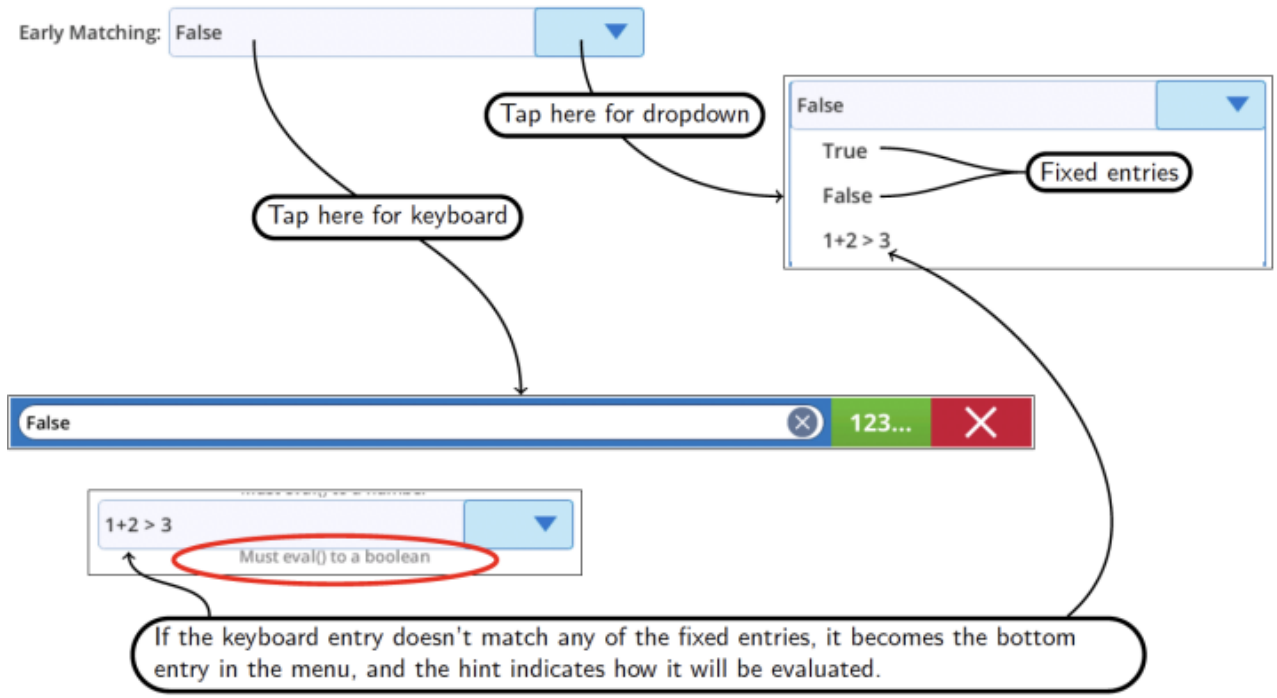 Early Matching: False
Tap here for dropdown
False
True
False
1+2 > 3
Fixed entries
Tap here for keyboard
False 123...
1+2 > 3
Must eval() to a boolean
If the keyboard entry doesn't match any of the fixed entries, it becomes the bottom
entry in the menu, and the hint indicates how it will be evaluated.